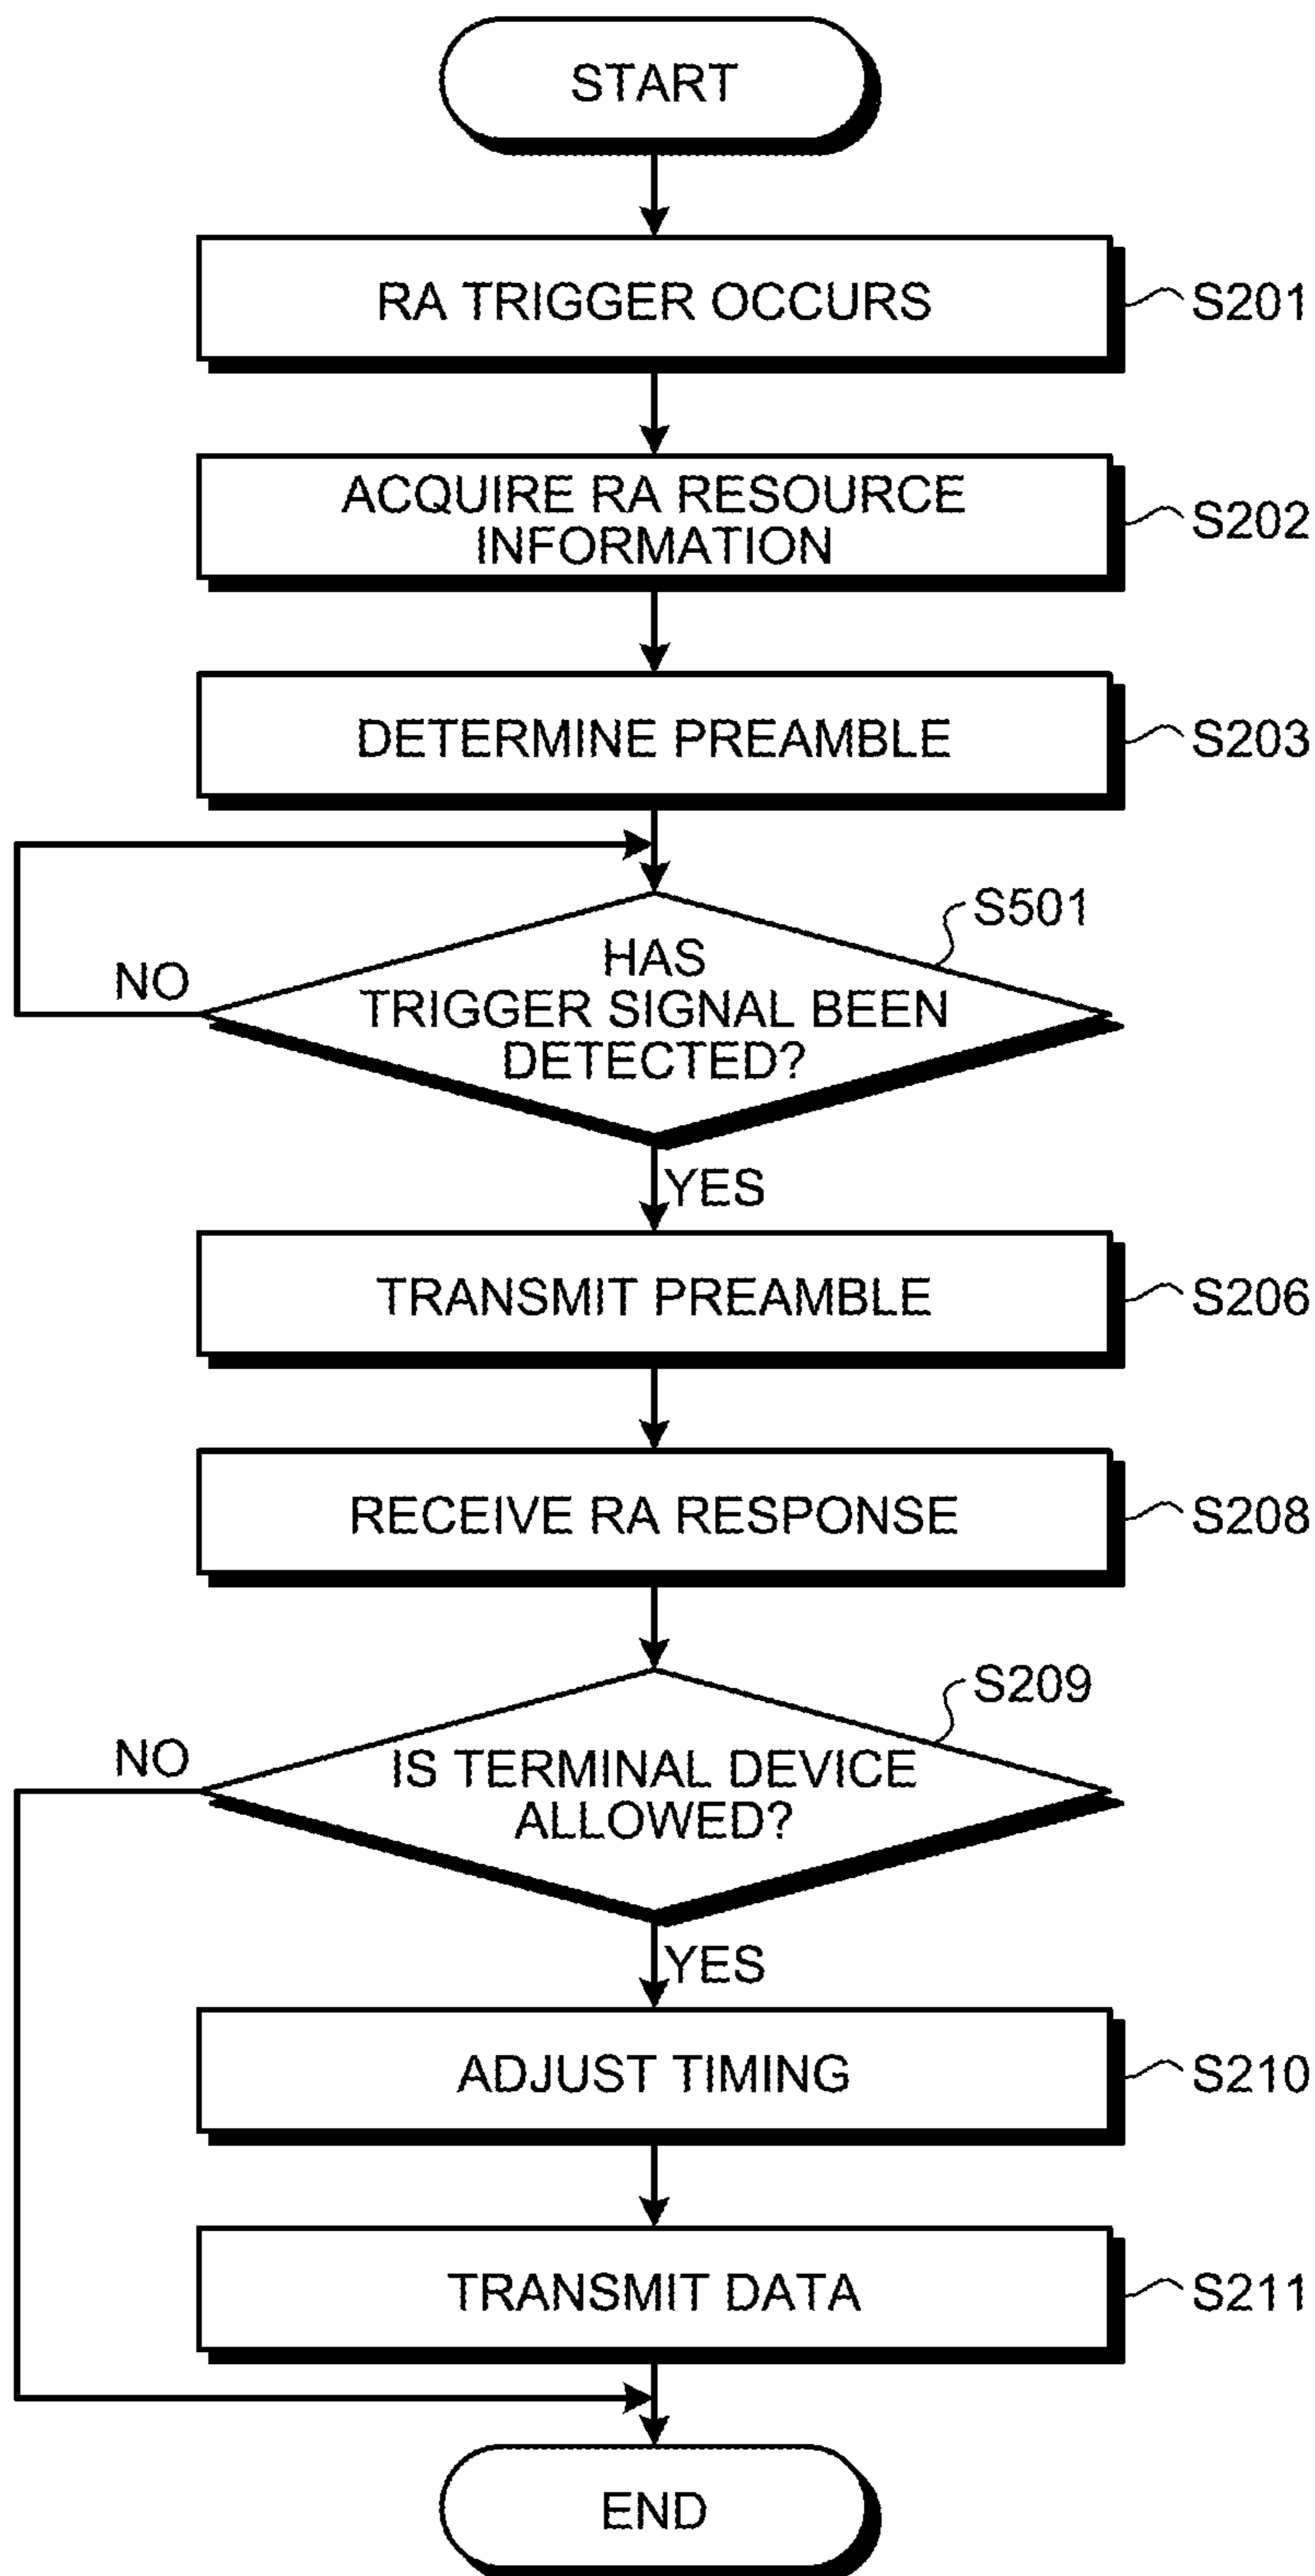 START
RA TRIGGER OCCURS
S201
ACQUIRE RA RESOURCE
INFORMATION
S202
DETERMINE PREAMBLE
S203
S501
HAS
TRIGGER SIGNAL BEEN
DETECTED?
NO
YES
TRANSMIT PREAMBLE
S206
RECEIVE RA RESPONSE
S208
S209
IS TERMINAL DEVICE
ALLOWED?
NO
YES
ADJUST TIMING
S210
TRANSMIT DATA
S211
END